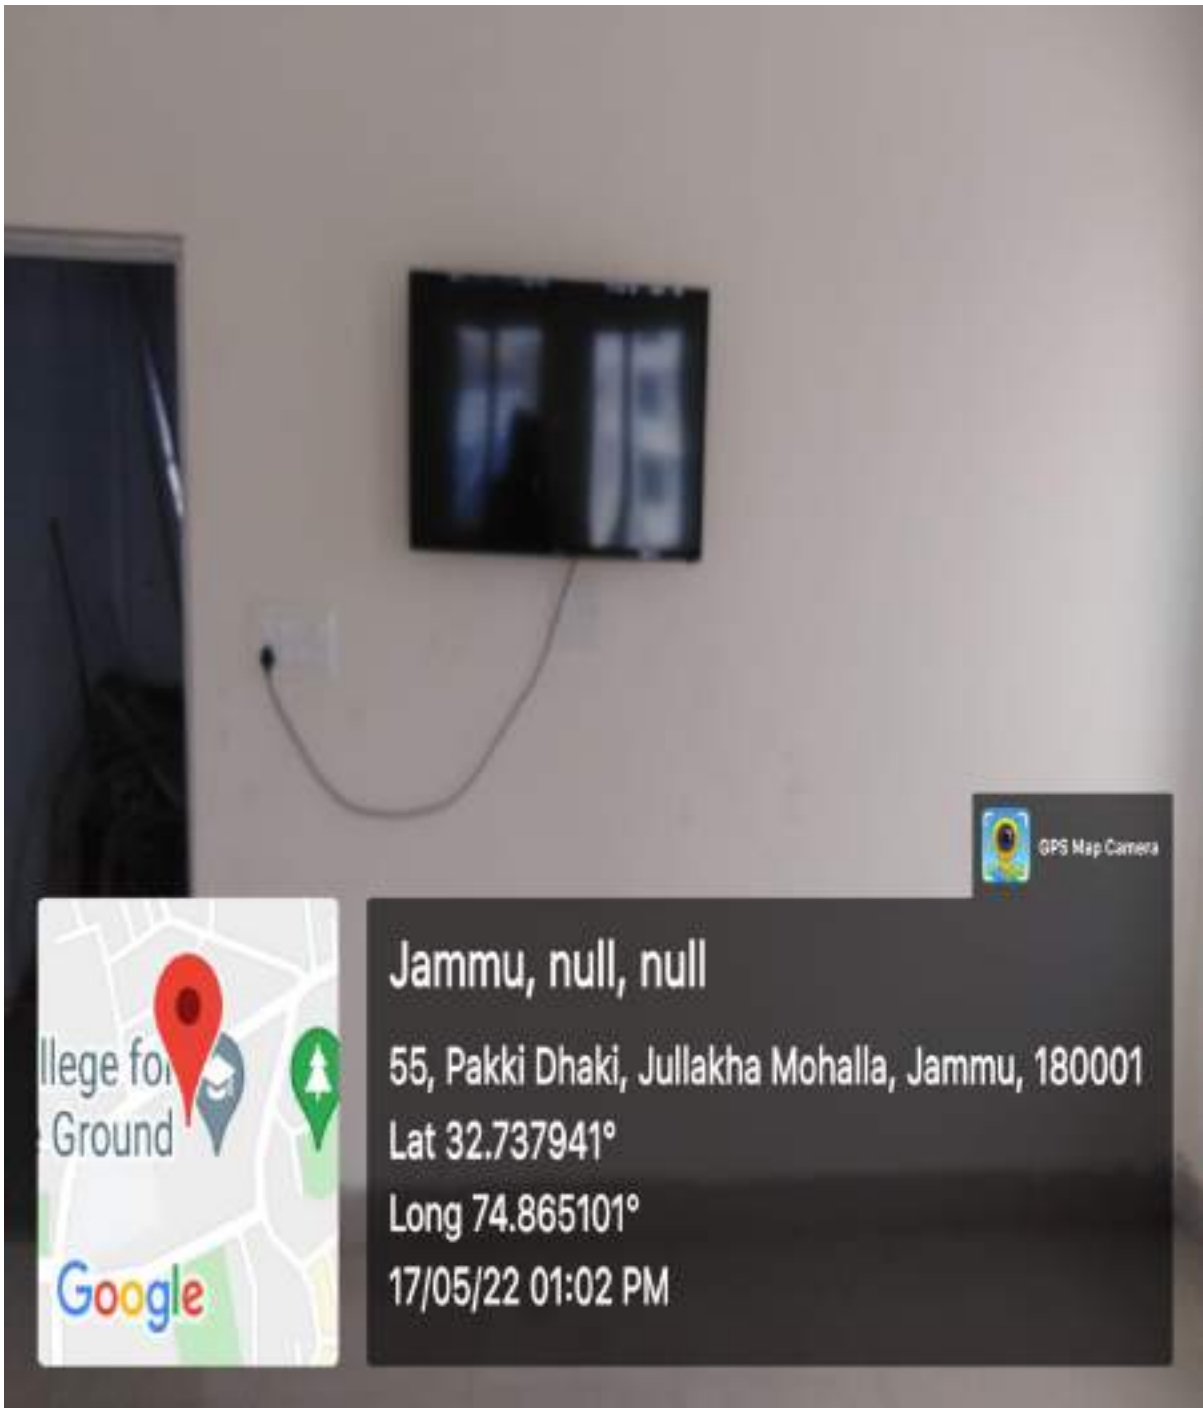 GPS Map Camera
Jammu, null, null
55, Pakki Dhaki, Jullakha Mohalla, Jammu, 180001
Lat 32.737941°
Long 74.865101°
17/05/22 01:02 PM
llege for
Ground
Google